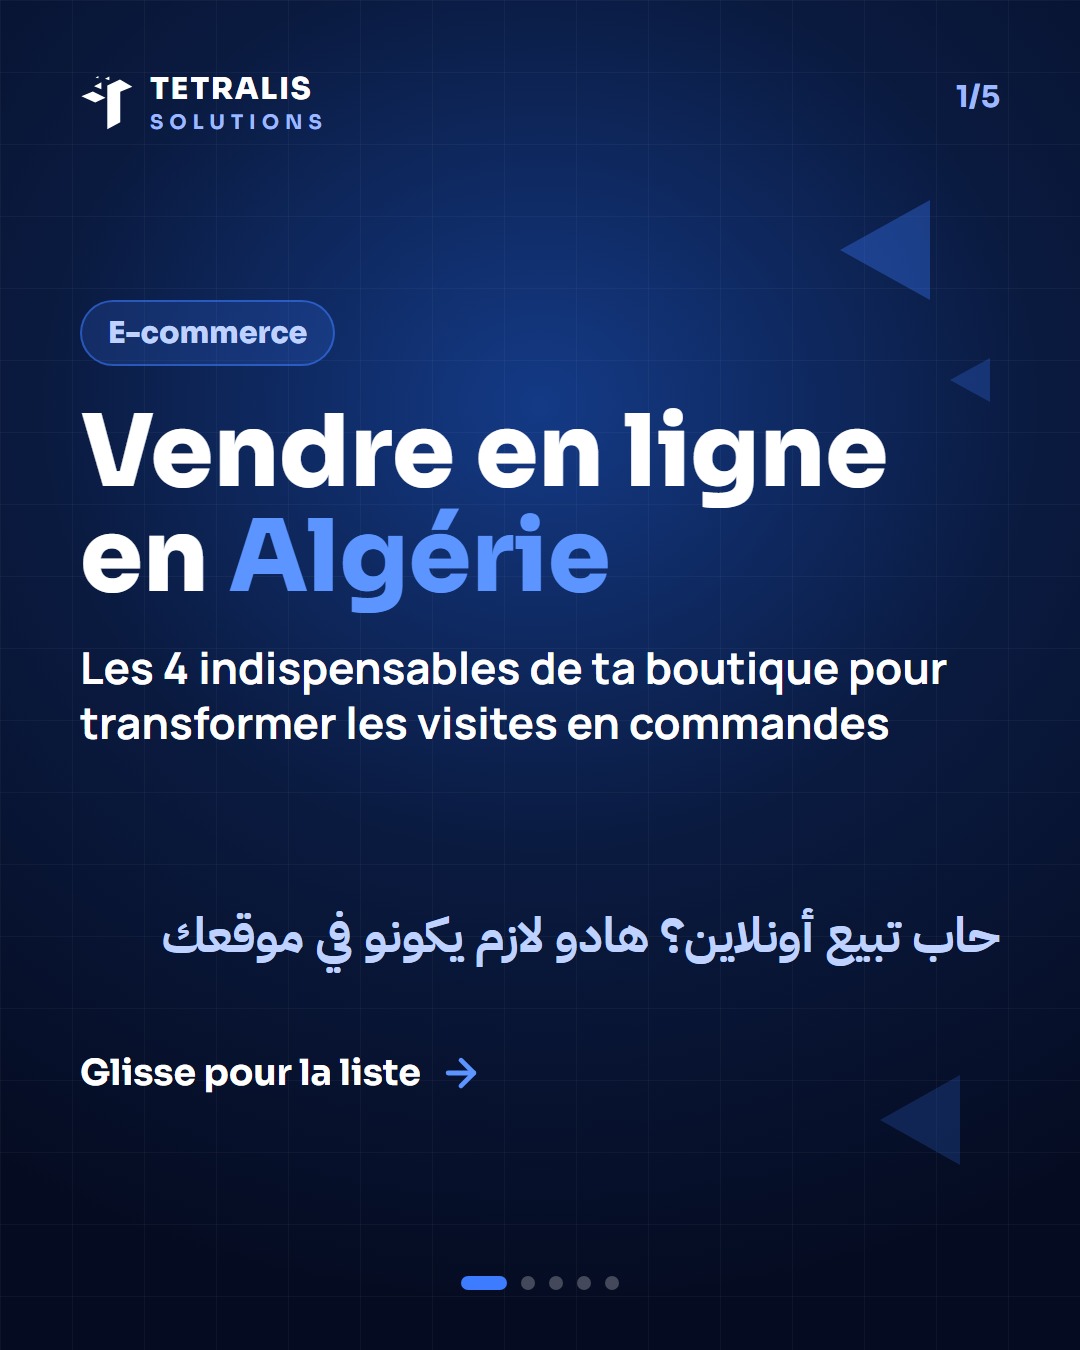 TETRALIS
SOLUTIONS
1/5
E-commerce
Vendre en ligne
en Algérie
Les 4 indispensables de ta boutique pour
transformer les visites en commandes
حاب تبيع أونلاين؟ هادو لازم يكونو في موقعك
Glisse pour la liste →